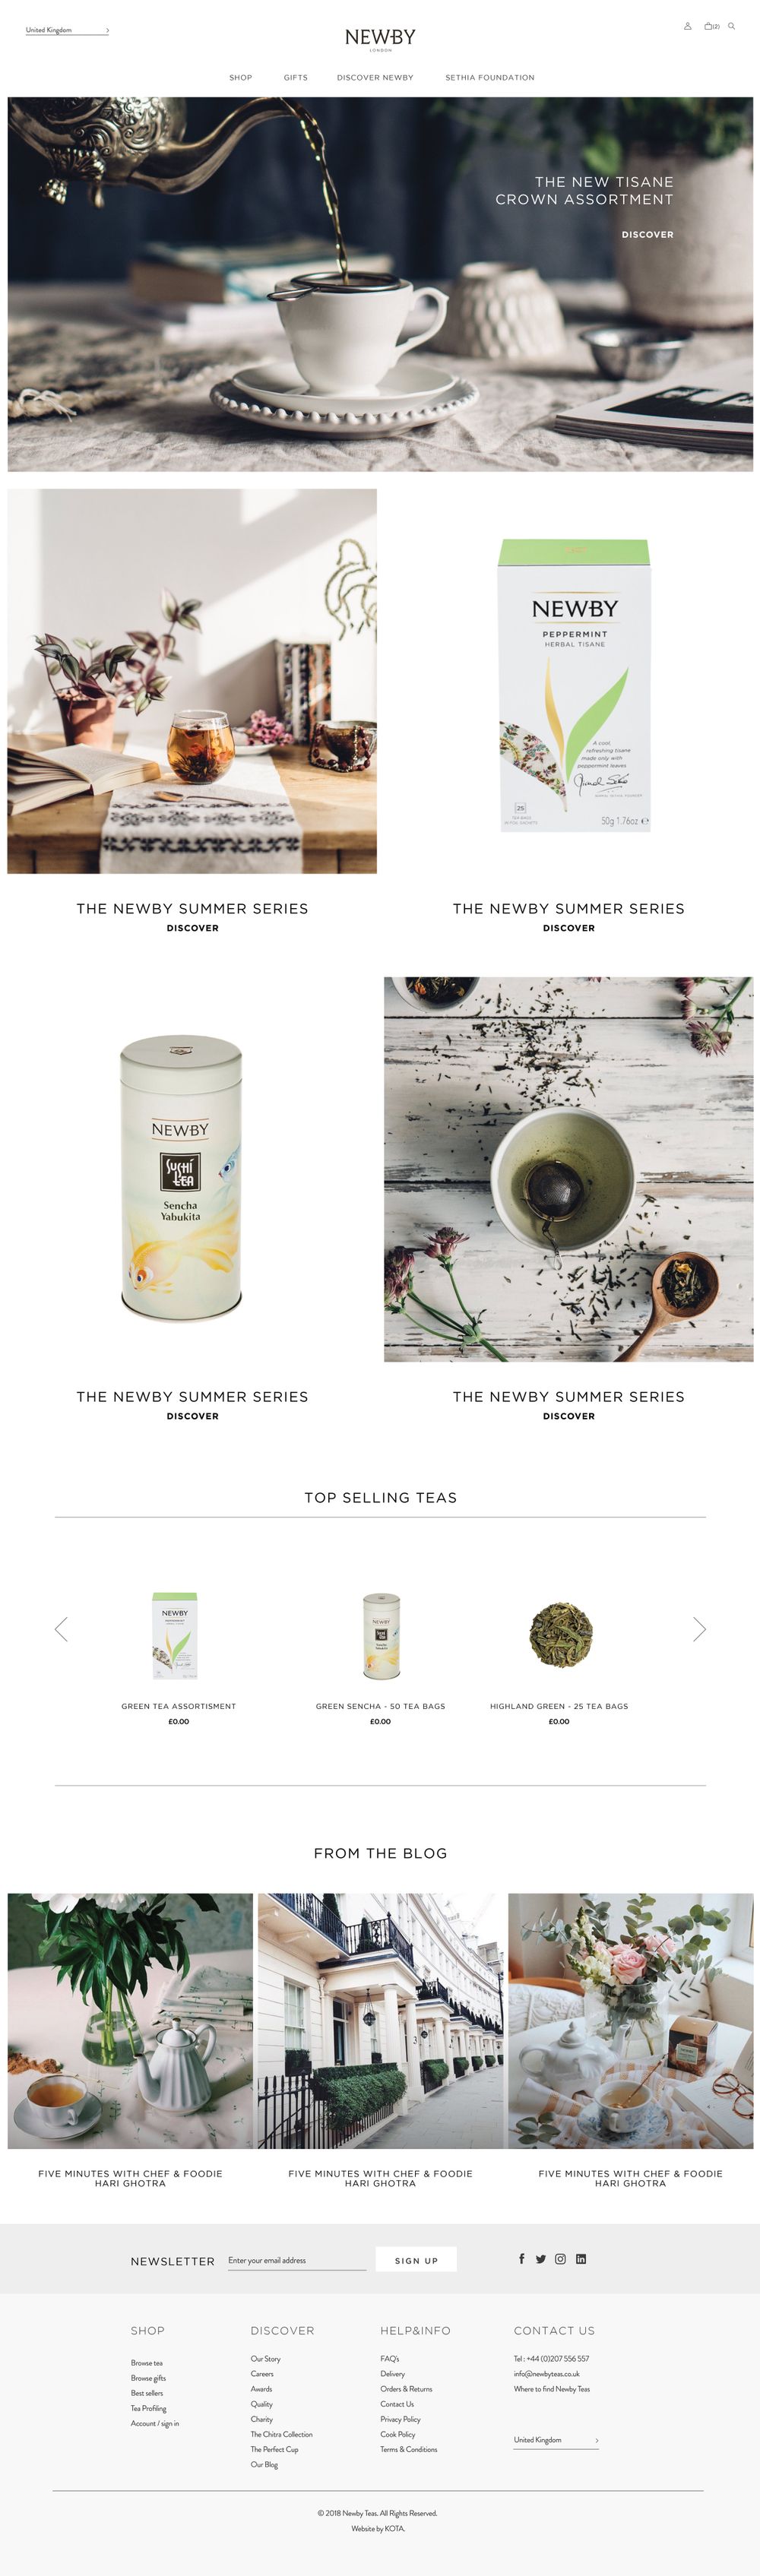 United Kingdom
NEWBY
LONDON
(2)
SHOP GIFTS DISCOVER NEWBY SETHIA FOUNDATION
THE NEW TISANE
CROWN ASSORTMENT
DISCOVER
NEWBY
PEPPERMINT
HERBAL TISANE
A cool,
refreshing tisane
made only with
peppermint leaves
25
50g 1.76oz e
THE NEWBY SUMMER SERIES
DISCOVER
THE NEWBY SUMMER SERIES
DISCOVER
NEWBY
SUSHI
TEA
Sencha
Yabukita
THE NEWBY SUMMER SERIES
DISCOVER
THE NEWBY SUMMER SERIES
DISCOVER
TOP SELLING TEAS
NEWBY
NEWBY
GREEN TEA ASSORTISMENT
£0.00
GREEN SENCHA - 50 TEA BAGS
£0.00
HIGHLAND GREEN - 25 TEA BAGS
£0.00
FROM THE BLOG
FIVE MINUTES WITH CHEF & FOODIE
HARI GHOTRA
FIVE MINUTES WITH CHEF & FOODIE
HARI GHOTRA
FIVE MINUTES WITH CHEF & FOODIE
HARI GHOTRA
NEWSLETTER Enter your email address SIGN UP
SHOP
Browse tea
Browse gifts
Best sellers
Tea Profiling
Account / sign in
DISCOVER
Our Story
Careers
Awards
Quality
Charity
The Chitra Collection
The Perfect Cup
Our Blog
HELP&INFO
FAQ's
Delivery
Orders & Returns
Contact Us
Privacy Policy
Cook Policy
Terms & Conditions
CONTACT US
Tel : +44 (0)207 556 557
info@newbyteas.co.uk
Where to find Newby Teas
United Kingdom
© 2018 Newby Teas. All Rights Reserved.
Website by KOTA.